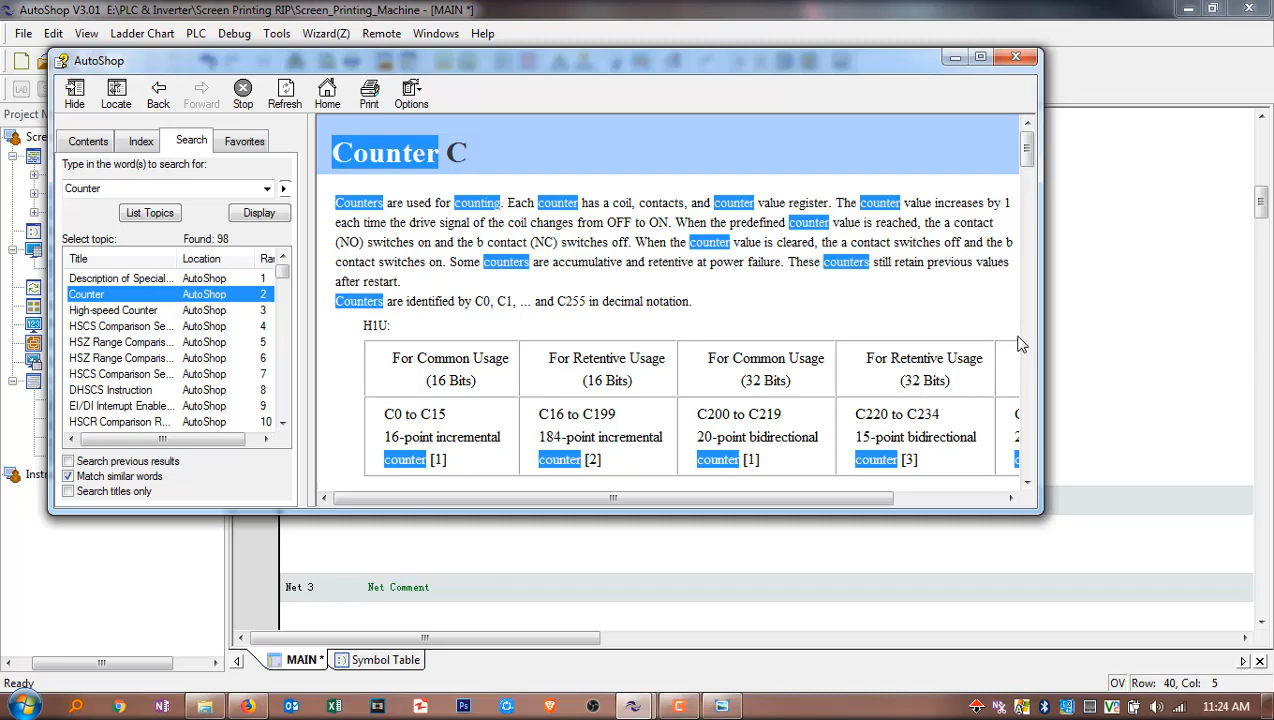 AutoShop V3.01 E:\PLC & Inverter\Screen Printing RIP\Screen_Printing_Machine - [MAIN *]
File Edit View Ladder Chart PLC Debug Tools Wizard(Z) Remote Windows Help
AutoShop
Hide Locate Back Forward Stop Refresh Home Print Options
Contents Index Search Favorites
Type in the word(s) to search for:
Counter
List Topics Display
Select topic: Found: 98
Title Location Rar
Description of Special... AutoShop 1
Counter AutoShop 2
High-speed Counter AutoShop 3
HSCS Comparison Se... AutoShop 4
HSZ Range Compari... AutoShop 5
HSZ Range Compari... AutoShop 6
HSCS Comparison Se... AutoShop 7
DHSCS Instruction AutoShop 8
EI/DI Interrupt Enable... AutoShop 9
HSCR Comparison R... AutoShop 10
Search previous results
Match similar words
Search titles only
Counter C
Counters are used for counting. Each counter has a coil, contacts, and counter value register. The counter value increases by 1
each time the drive signal of the coil changes from OFF to ON. When the predefined counter value is reached, the a contact
(NO) switches on and the b contact (NC) switches off. When the counter value is cleared, the a contact switches off and the b
contact switches on. Some counters are accumulative and retentive at power failure. These counters still retain previous values
after restart.
Counters are identified by C0, C1, ... and C255 in decimal notation.
H1U:
For Common Usage For Retentive Usage For Common Usage For Retentive Usage
(16 Bits) (16 Bits) (32 Bits) (32 Bits)
C0 to C15 C16 to C199 C200 to C219 C220 to C234
16-point incremental 184-point incremental 20-point bidirectional 15-point bidirectional
counter [1] counter [2] counter [1] counter [3]
Project M
Scre
Instr
Net 3 Net Comment
MAIN * Symbol Table
Ready OV Row: 40, Col: 5
11:24 AM